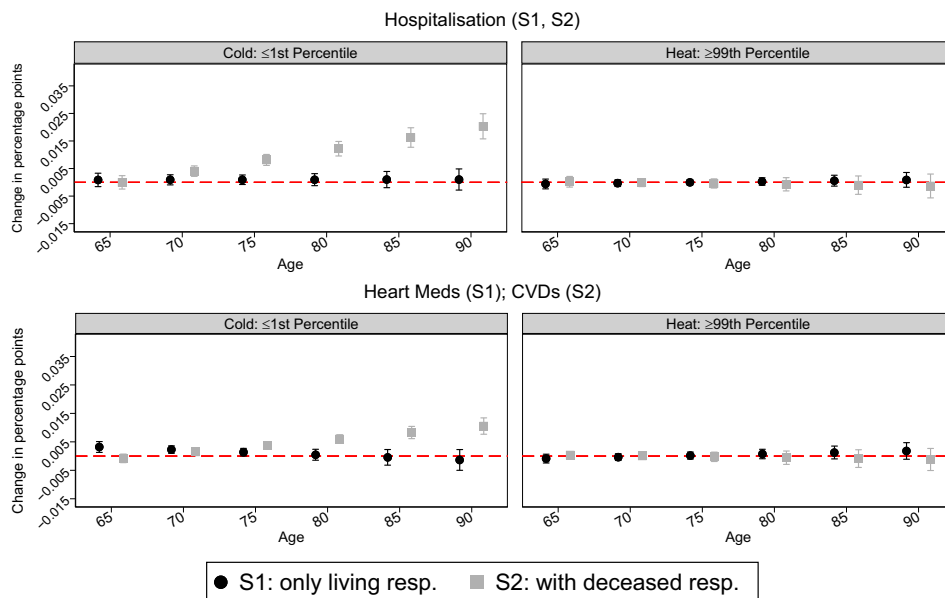 Hospitalisation (S1, S2)
Cold: ≤1st Percentile
Heat: ≥99th Percentile
Change in percentage points
0.035
0.025
0.015
0.005
−0.005
−0.015
65 70 75 80 85 90
65 70 75 80 85 90
Age
Age
Heart Meds (S1); CVDs (S2)
Cold: ≤1st Percentile
Heat: ≥99th Percentile
Change in percentage points
0.035
0.025
0.015
0.005
−0.005
−0.015
65 70 75 80 85 90
65 70 75 80 85 90
Age
Age
S1: only living resp. S2: with deceased resp.